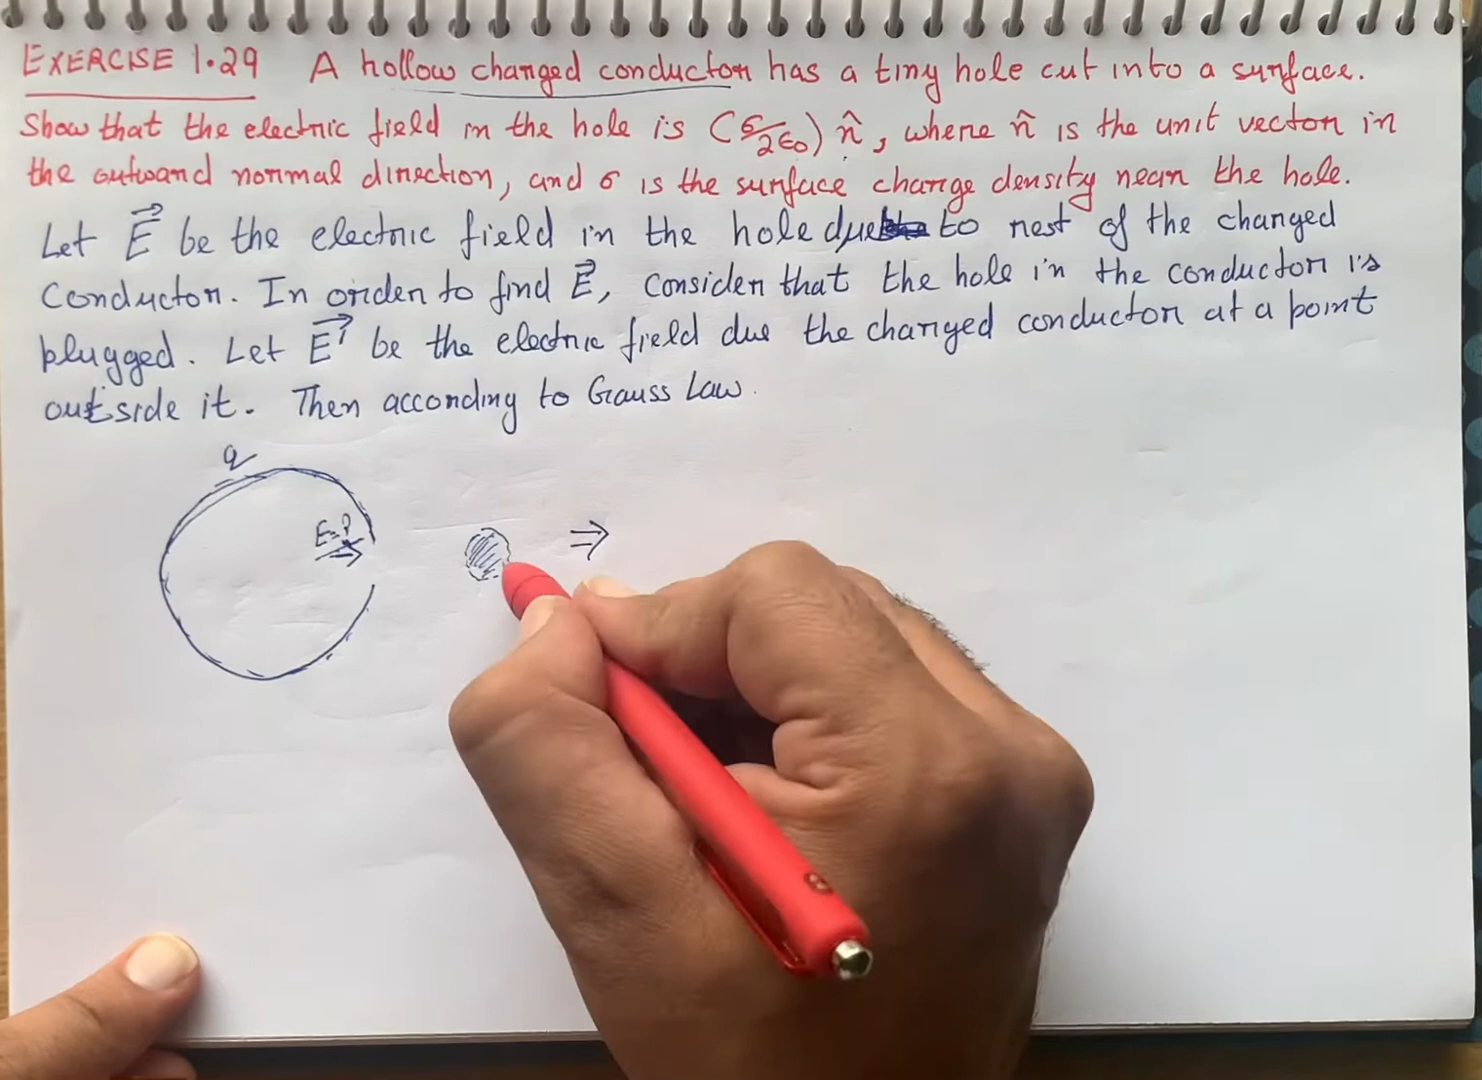 EXERCISE 1.29 A hollow charged conductor has a tiny hole cut into a surface.
Show that the electric field in the hole is (σ/2ϵ₀) n̂, where n̂ is the unit vector in
the outward normal direction, and σ is the surface charge density near the hole.
Let E⃗ be the electric field in the hole due to rest of the charged
conductor. In order to find E⃗, consider that the hole in the conductor is
plugged. Let E⃗' be the electric field due the charged conductor at a point
outside it. Then according to Gauss Law.
q
E=?
⇒